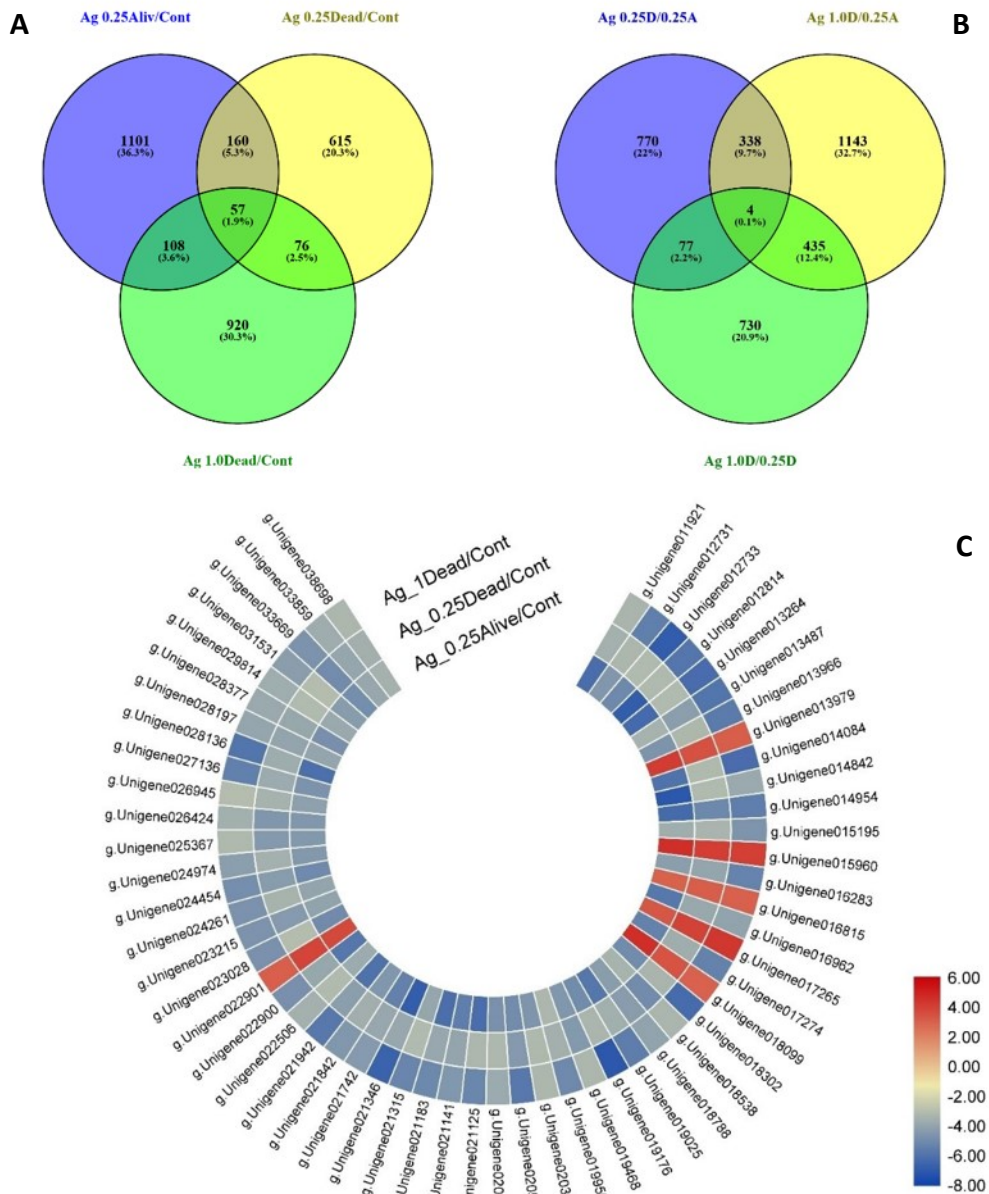 A
Ag 0.25Aliv/Cont
Ag 0.25Dead/Cont
1101
(36.3%)
160
(5.3%)
615
(20.3%)
57
(1.9%)
108
(3.6%)
76
(2.5%)
920
(30.3%)
Ag 1.0Dead/Cont
B
Ag 0.25D/0.25A
Ag 1.0D/0.25A
770
(22%)
338
(9.7%)
1143
(32.7%)
4
(0.1%)
77
(2.2%)
435
(12.4%)
730
(20.9%)
Ag 1.0D/0.25D
C
Ag_1Dead/Cont
Ag_0.25Dead/Cont
Ag_0.25Alive/Cont
g.Unigene011921
g.Unigene012731
g.Unigene012733
g.Unigene012814
g.Unigene013264
g.Unigene013487
g.Unigene013966
g.Unigene013979
g.Unigene014084
g.Unigene014842
g.Unigene014954
g.Unigene015195
g.Unigene015960
g.Unigene016283
g.Unigene016815
g.Unigene016962
g.Unigene017265
g.Unigene017274
g.Unigene018099
g.Unigene018302
g.Unigene018538
g.Unigene018788
g.Unigene019025
g.Unigene019176
g.Unigene019468
g.Unigene01995
g.Unigene0203
g.Unigene020
g.Unigene021125
g.Unigene021141
g.Unigene021183
g.Unigene021315
g.Unigene021346
g.Unigene021742
g.Unigene021842
g.Unigene021942
g.Unigene022506
g.Unigene022900
g.Unigene022901
g.Unigene023028
g.Unigene023215
g.Unigene024261
g.Unigene024454
g.Unigene024974
g.Unigene025367
g.Unigene026424
g.Unigene026945
g.Unigene027136
g.Unigene028136
g.Unigene028197
g.Unigene028377
g.Unigene029814
g.Unigene031531
g.Unigene033669
g.Unigene033859
g.Unigene038698
6.00
4.00
2.00
0.00
-2.00
-4.00
-6.00
-8.00